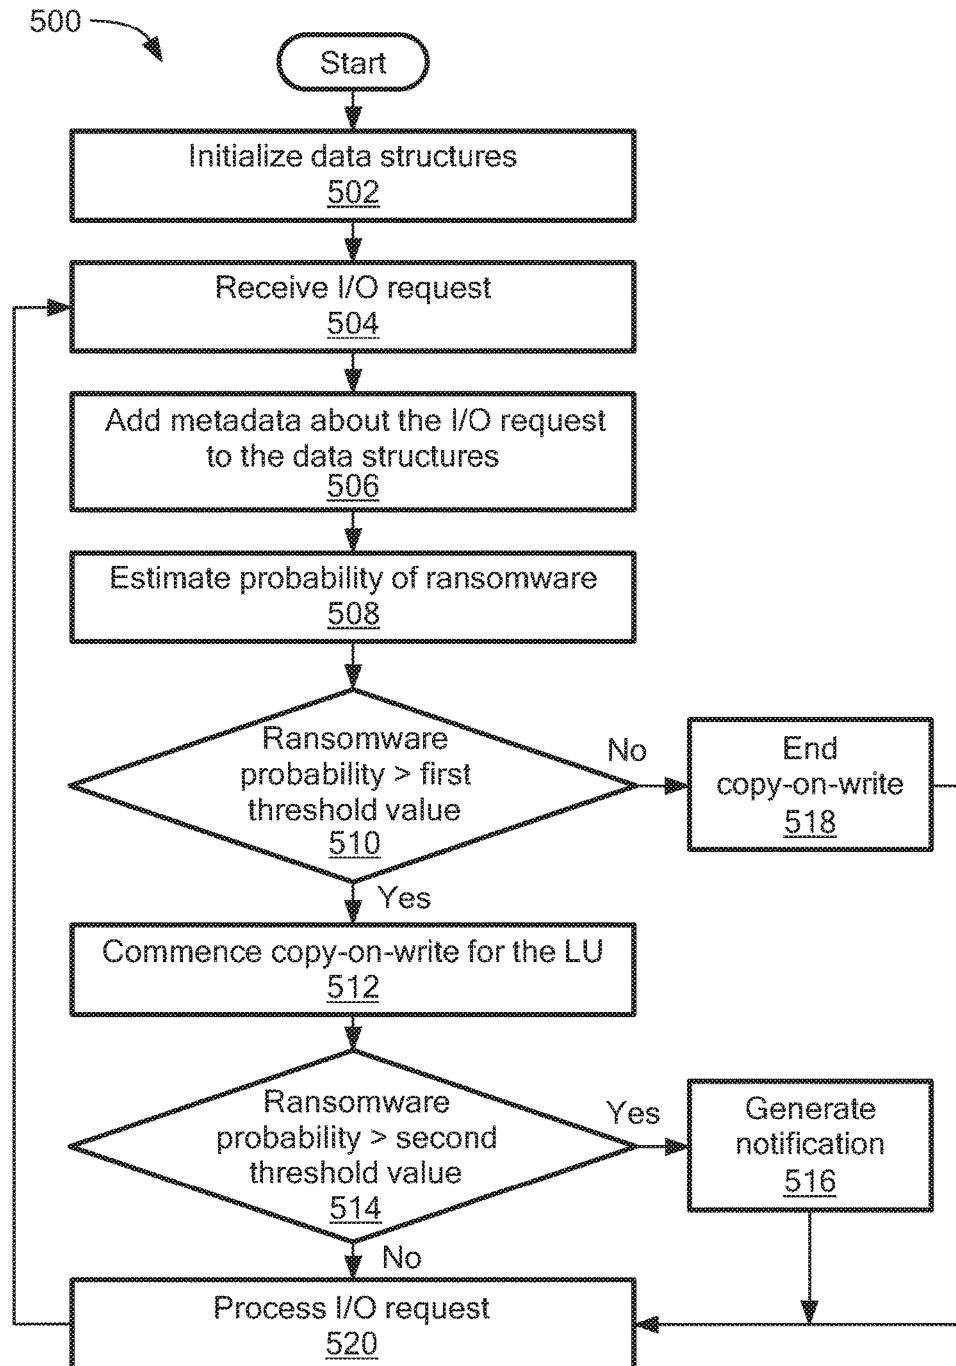 500
Start
Initialize data structures
502
Receive I/O request
504
Add metadata about the I/O request
to the data structures
506
Estimate probability of ransomware
508
Ransomware
probability > first
threshold value
510
No
End
copy-on-write
518
Yes
Commence copy-on-write for the LU
512
Ransomware
probability > second
threshold value
514
Yes
Generate
notification
516
No
Process I/O request
520